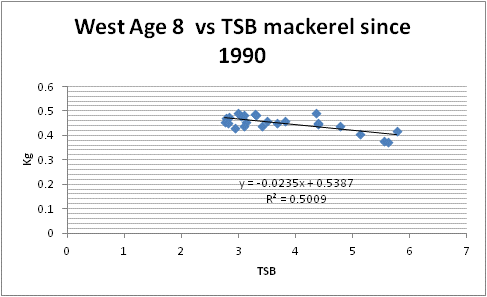 West Age 8  vs TSB mackerel since
1990
0.6
0.5
0.4
0.3
0.2
0.1
0
Kg
y = -0.0235x + 0.5387
R² = 0.5009
0 1 2 3 4 5 6 7
TSB